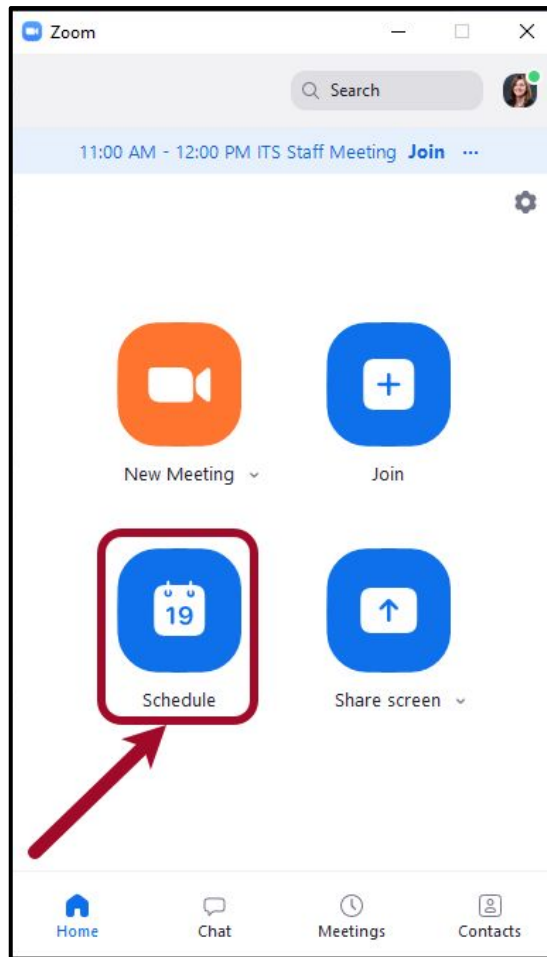 Zoom
Search
11:00 AM - 12:00 PM ITS Staff Meeting Join ...
New Meeting
Join
19
Schedule
Share screen
Home
Chat
Meetings
Contacts